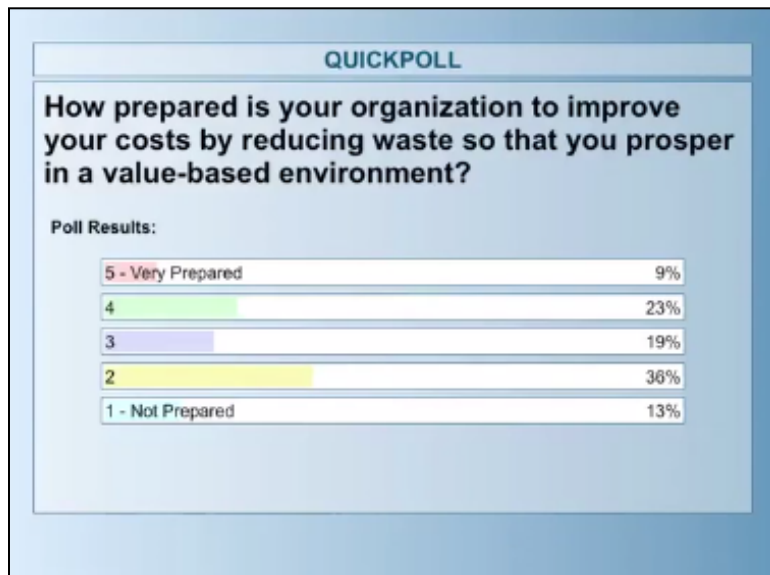 QUICKPOLL
How prepared is your organization to improve
your costs by reducing waste so that you prosper
in a value-based environment?
Poll Results:
5 - Very Prepared 9%
4 23%
3 19%
2 36%
1 - Not Prepared 13%